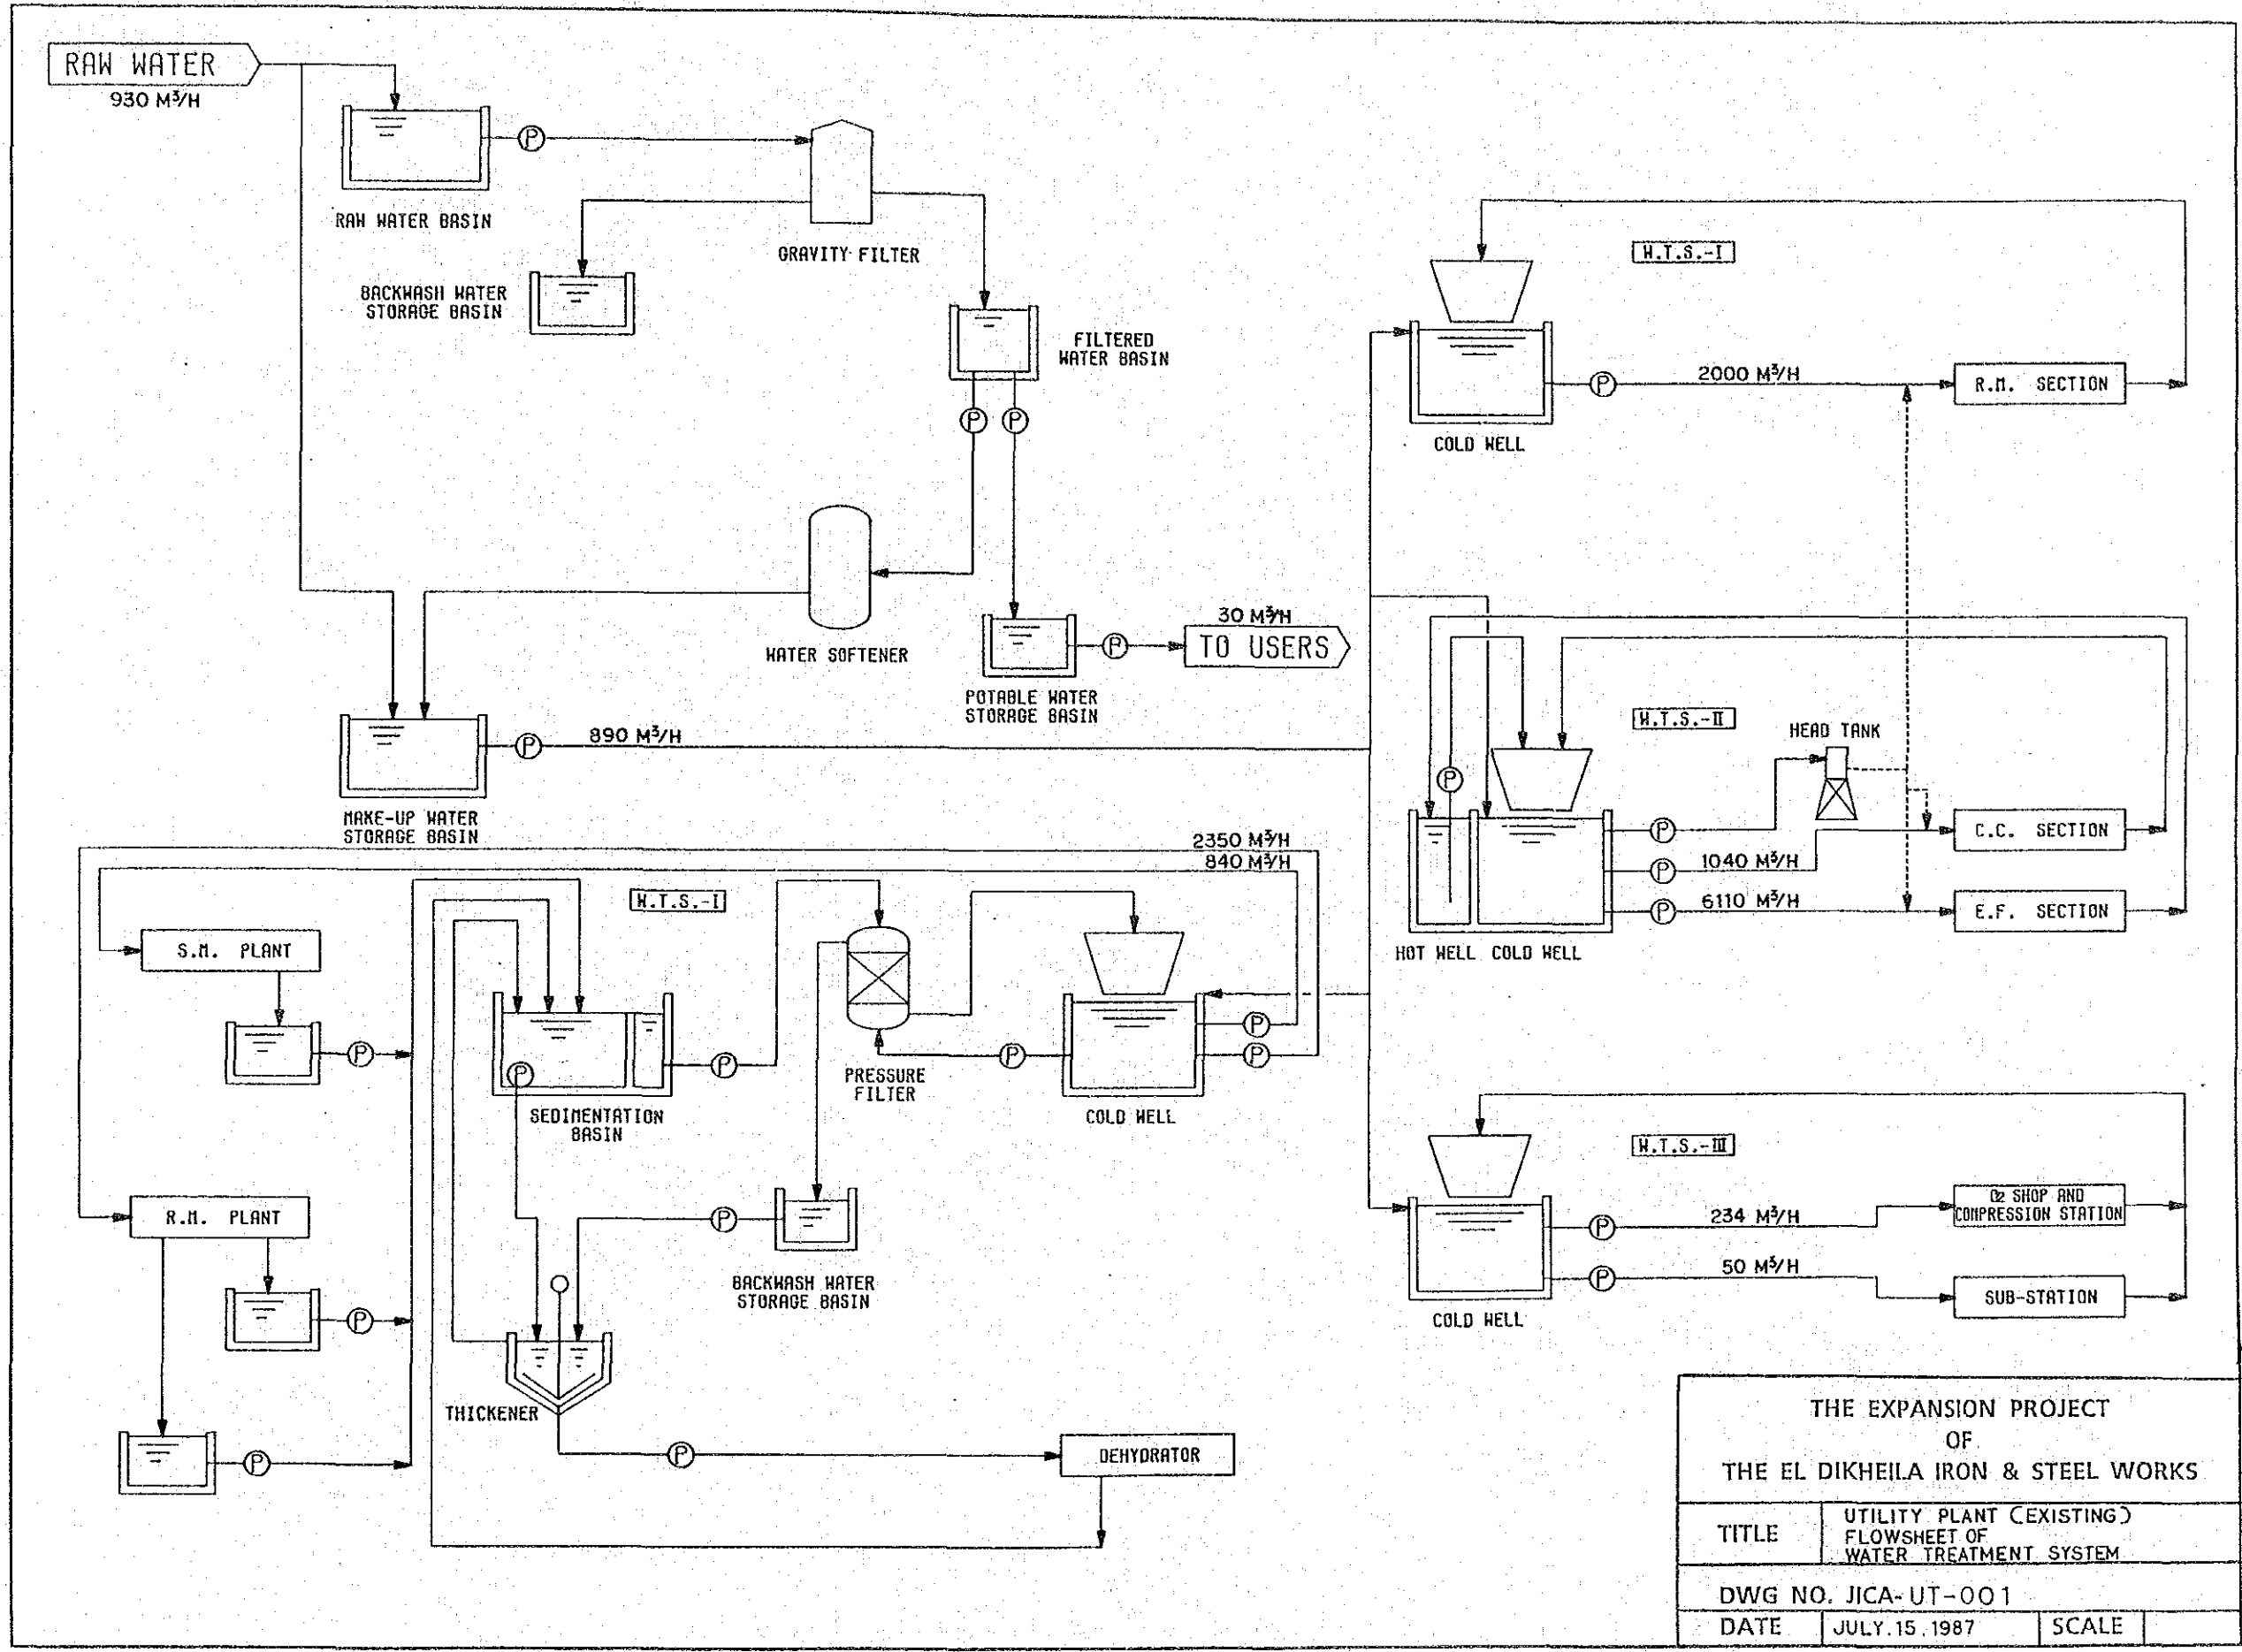 RAW WATER
930 M³/H
RAW WATER BASIN
GRAVITY FILTER
BACKWASH WATER
STORAGE BASIN
FILTERED
WATER BASIN
P
P
P
WATER SOFTENER
30 M³/H
TO USERS
P
POTABLE WATER
STORAGE BASIN
P
890 M³/H
MAKE-UP WATER
STORAGE BASIN
W.T.S.-I
COLD WELL
P
2000 M³/H
R.M. SECTION
W.T.S.-II
HEAD TANK
P
P
C.C. SECTION
P
1040 M³/H
P
6110 M³/H
E.F. SECTION
HOT WELL COLD WELL
2350 M³/H
840 M³/H
W.T.S.-I
S.M. PLANT
P
P
P
SEDIMENTATION
BASIN
PRESSURE
FILTER
P
P
P
COLD WELL
R.M. PLANT
P
P
P
BACKWASH WATER
STORAGE BASIN
THICKENER
P
DEHYDRATOR
W.T.S.-III
P
234 M³/H
O2 SHOP AND
COMPRESSION STATION
P
50 M³/H
SUB-STATION
COLD WELL
THE EXPANSION PROJECT
OF
THE EL DIKHEILA IRON & STEEL WORKS
TITLE
UTILITY PLANT (EXISTING)
FLOWSHEET OF
WATER TREATMENT SYSTEM
DWG NO. JICA-UT-001
DATE JULY.15.1987 SCALE